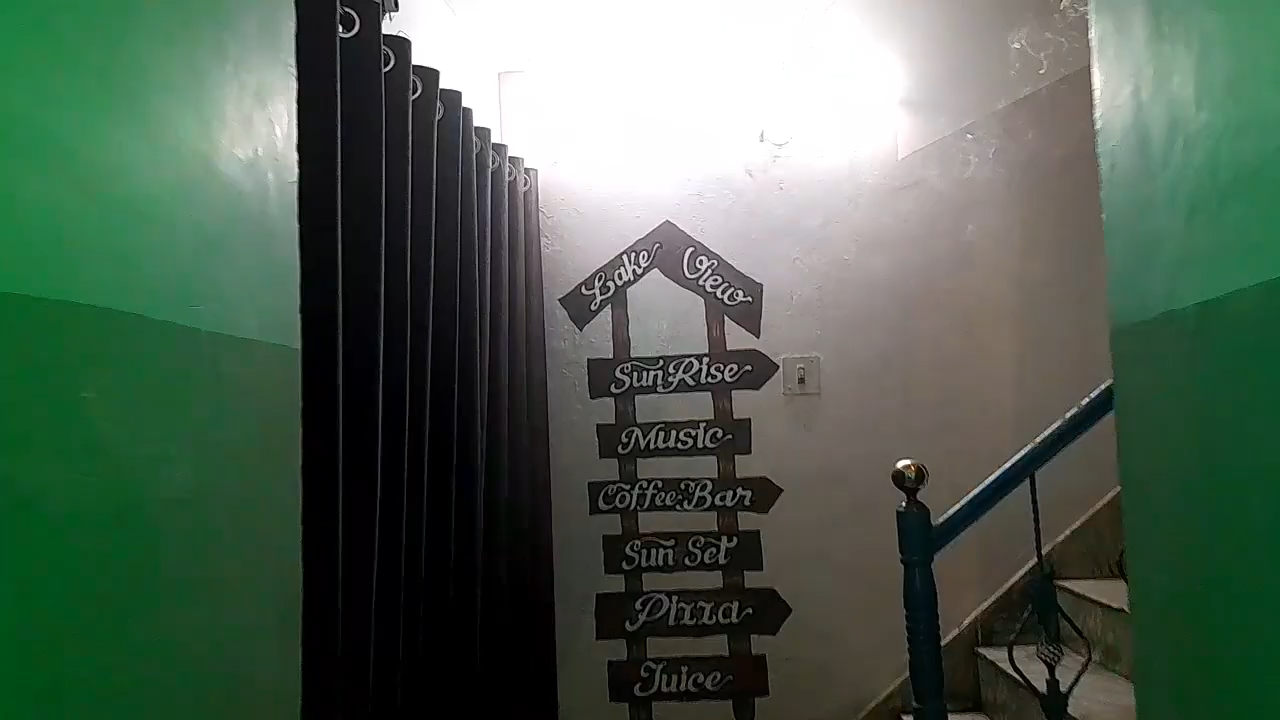 Lake View
SunRise
Music
Coffee Bar
Sun Set
Pizza
Juice